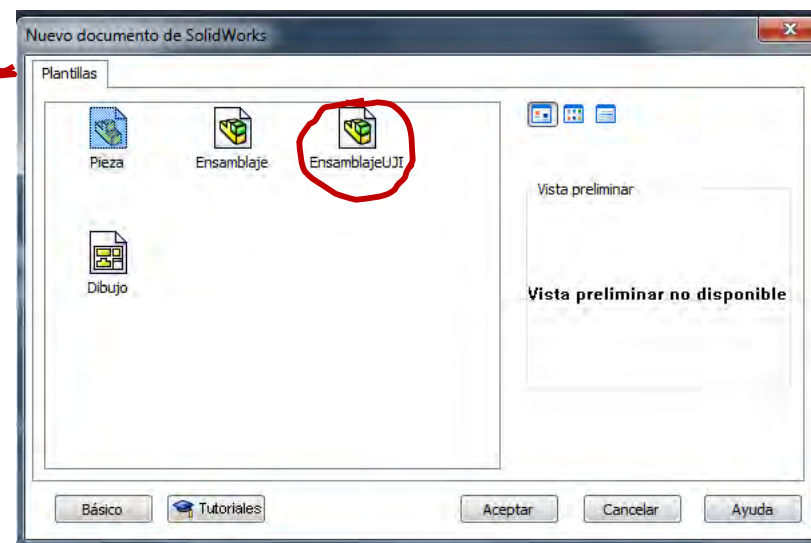 Nuevo documento de SolidWorks
Plantillas
Pieza
Ensamblaje
EnsamblajeUJI
Dibujo
Vista preliminar
Vista preliminar no disponible
Básico
Tutoriales
Aceptar
Cancelar
Ayuda